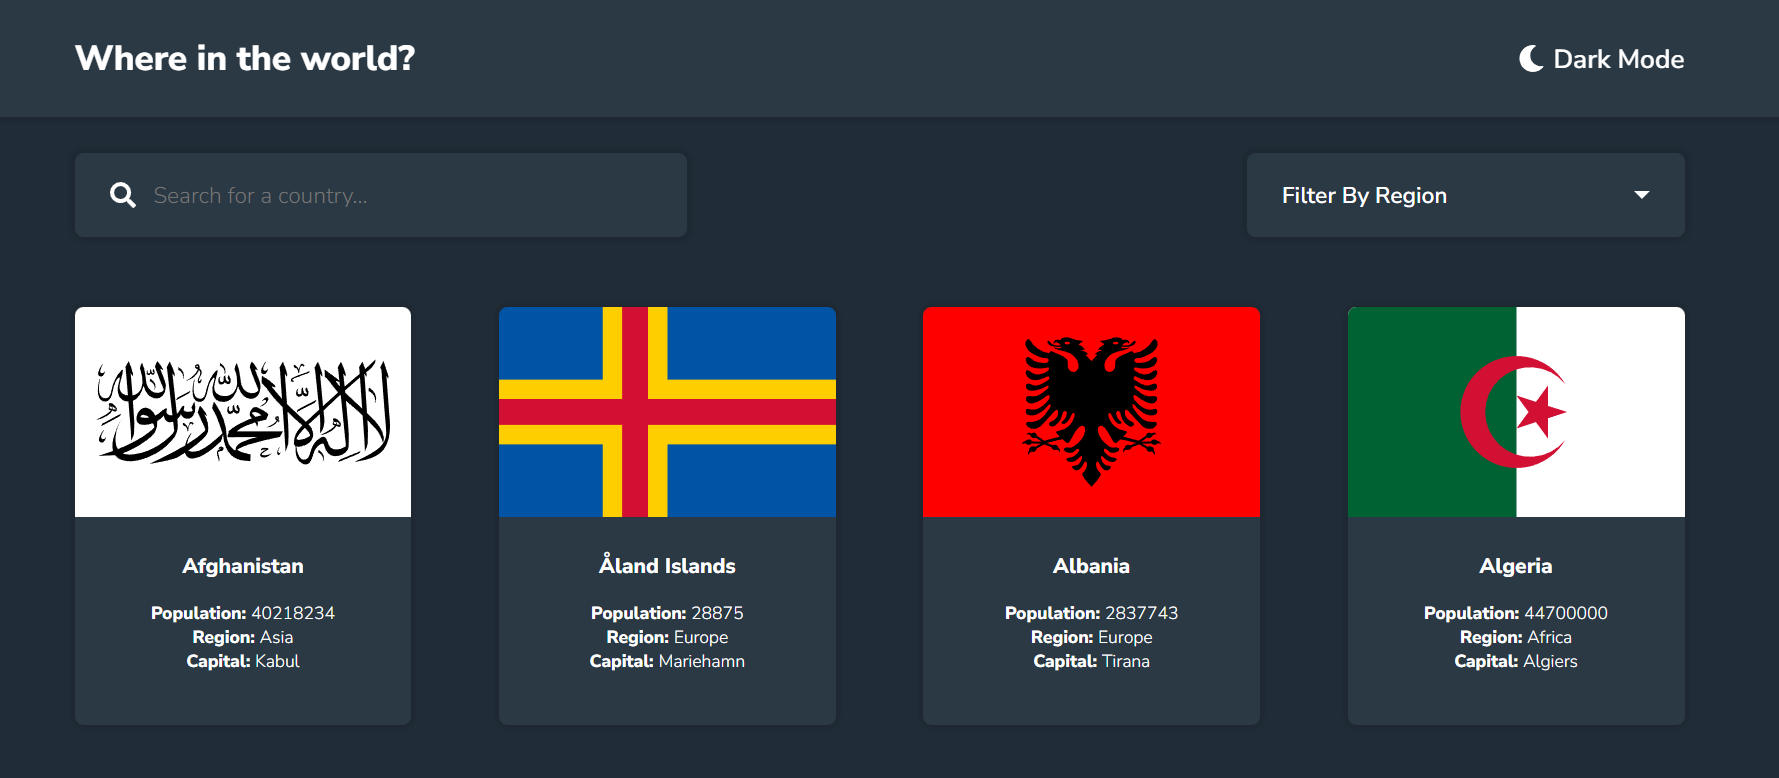 Where in the world?
Dark Mode
Search for a country...
Filter By Region
لا إله إلا الله محمد رسول الله
Afghanistan
Population: 40218234
Region: Asia
Capital: Kabul
Åland Islands
Population: 28875
Region: Europe
Capital: Mariehamn
Albania
Population: 2837743
Region: Europe
Capital: Tirana
Algeria
Population: 44700000
Region: Africa
Capital: Algiers